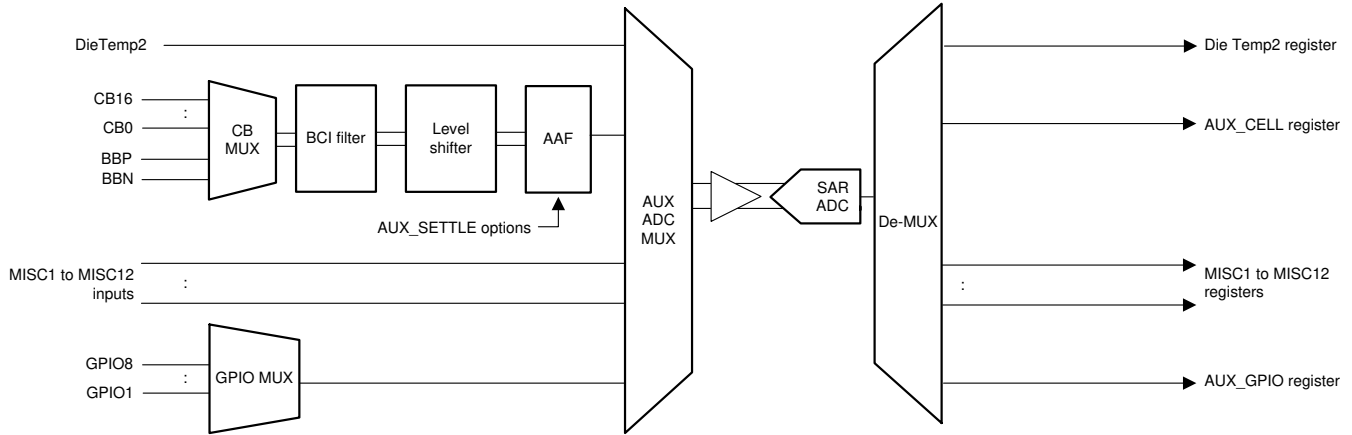 DieTemp2
CB16
:
CB0
BBP
BBN
CB
MUX
BCI filter
Level
shifter
AAF
AUX_SETTLE options
MISC1 to MISC12
inputs
:
GPIO8
:
GPIO1
GPIO MUX
AUX
ADC
MUX
SAR
ADC
De-MUX
Die Temp2 register
AUX_CELL register
:
MISC1 to MISC12
registers
AUX_GPIO register